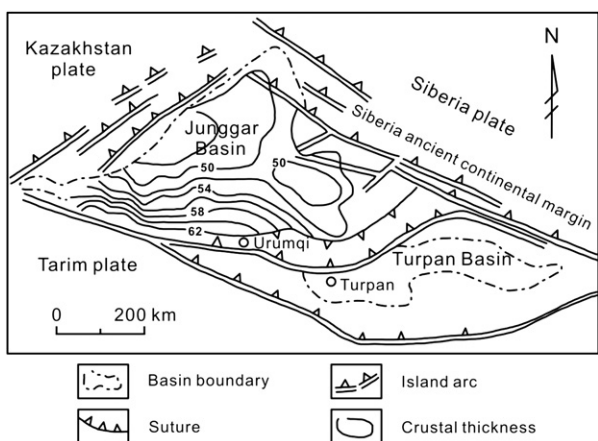 Kazakhstan
plate
N
Siberia plate
Siberia ancient continental margin
Junggar
Basin
50
50
54
58
62
Urumqi
Tarim plate
Turpan Basin
Turpan
0 200 km
Basin boundary
Island arc
Suture
Crustal thickness